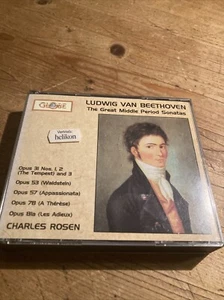 GLOBE
LUDWIG VAN BEETHOVEN
The Great Middle Period Sonatas
Vertrieb:
helikon
Opus 31 Nos. 1, 2
(The Tempest) and 3
Opus 53 (Waldstein)
Opus 57 (Appassionata)
Opus 78 (A Thérèse)
Opus 81a (Les Adieux)
CHARLES ROSEN